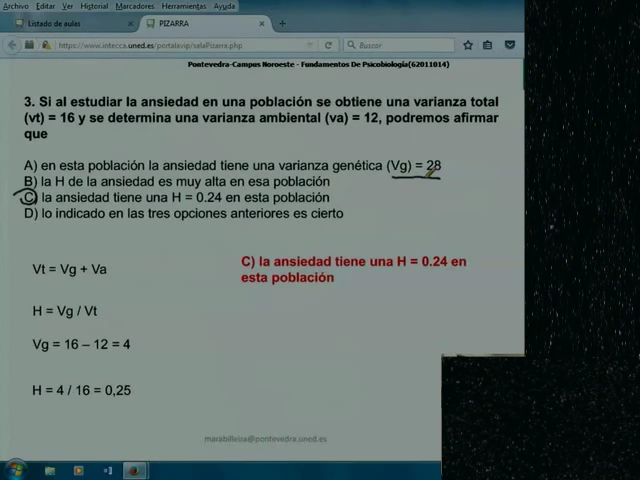 Archivo Editar Ver Historial Marcadores Herramientas Ayuda
Listado de aulas
PIZARRA
https://www.intecca.uned.es/portalavip/salaPizarra.php
Buscar
Pontevedra-Campus Noroeste - Fundamentos De Psicobiología(62011014)
3. Si al estudiar la ansiedad en una población se obtiene una varianza total
(vt) = 16 y se determina una varianza ambiental (va) = 12, podremos afirmar
que
A) en esta población la ansiedad tiene una varianza genética (Vg) = 28
B) la H de la ansiedad es muy alta en esa población
C) la ansiedad tiene una H = 0.24 en esta población
D) lo indicado en las tres opciones anteriores es cierto
Vt = Vg + Va
C) la ansiedad tiene una H = 0.24 en
esta población
H = Vg / Vt
Vg = 16 – 12 = 4
H = 4 / 16 = 0,25
marabilleira@pontevedra.uned.es